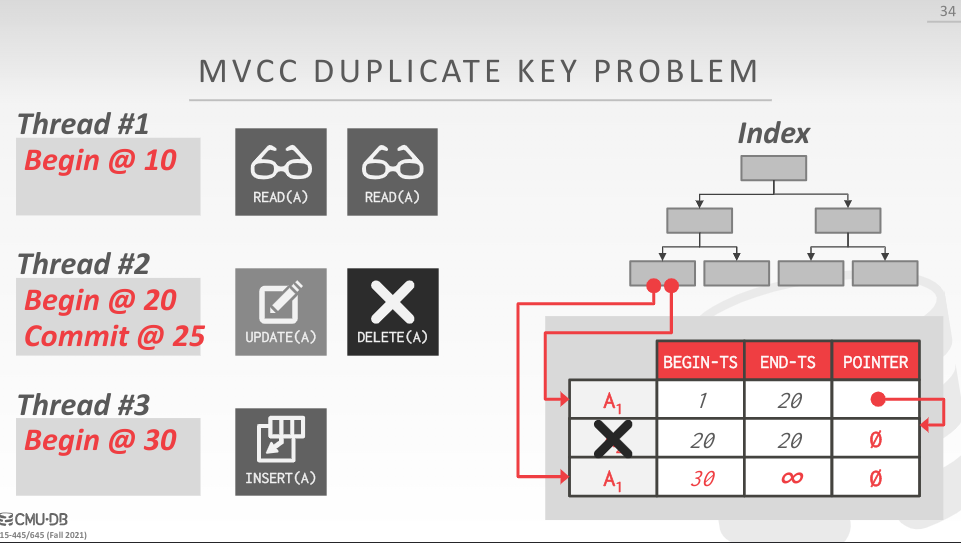 34
MVCC DUPLICATE KEY PROBLEM
Thread #1
Begin @ 10
READ(A)
READ(A)
Thread #2
Begin @ 20
Commit @ 25
UPDATE(A)
DELETE(A)
Thread #3
Begin @ 30
INSERT(A)
Index
BEGIN-TS END-TS POINTER
A₁ 1 20
20 20 Ø
A₁ 30 ∞ Ø
CMU·DB
15-445/645 (Fall 2021)